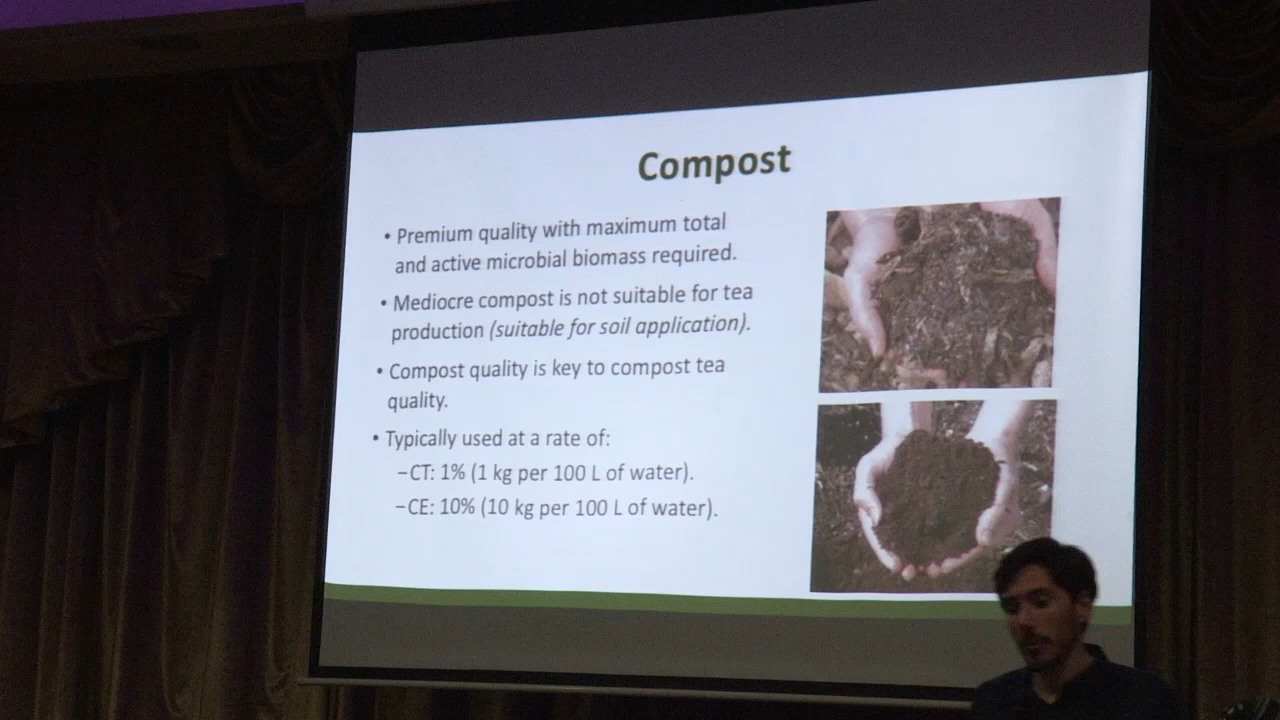 Compost
• Premium quality with maximum total
and active microbial biomass required.
• Mediocre compost is not suitable for tea
production (suitable for soil application).
• Compost quality is key to compost tea
quality.
• Typically used at a rate of:
–CT: 1% (1 kg per 100 L of water).
–CE: 10% (10 kg per 100 L of water).